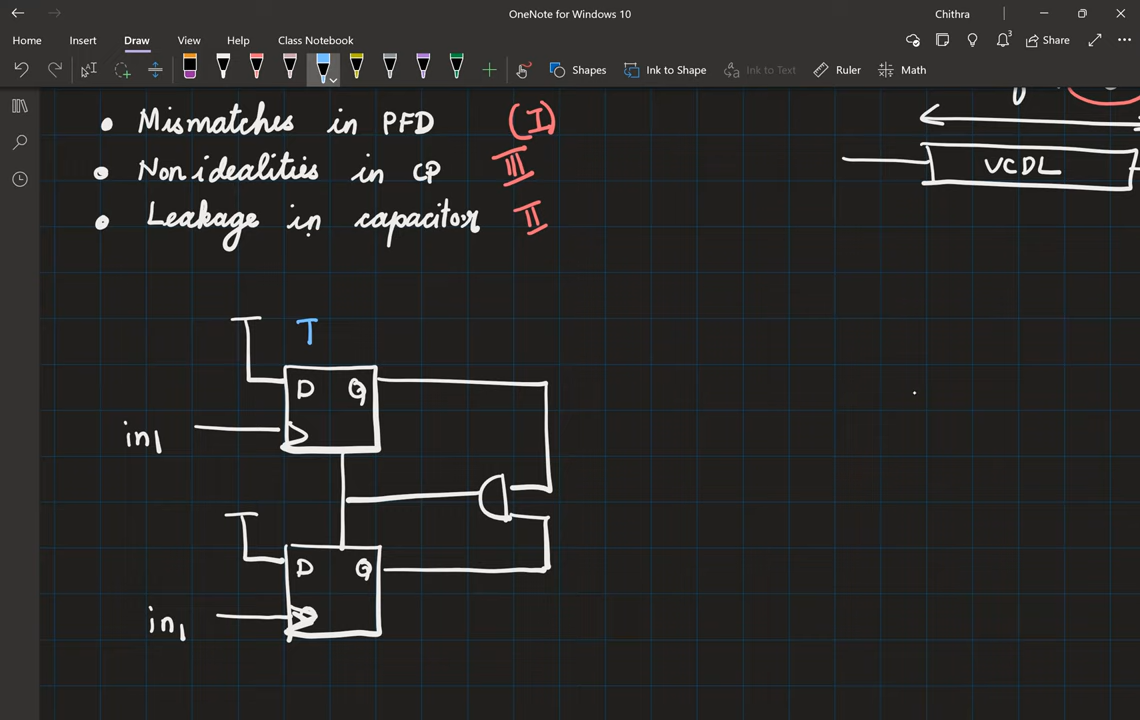 OneNote for Windows 10
Chithra
Home Insert Draw View Help Class Notebook
3 Share
Shapes Ink to Shape Ink to Text Ruler Math
• Mismatches in PFD (I)
• Non idealities in CP III
• Leakage in capacitor II
VCDL
T
D Q
in1
D Q
in1